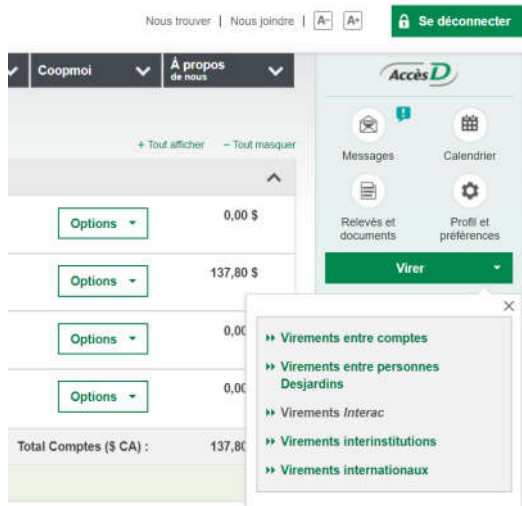 Nous trouver | Nous joindre | A- A+ Se déconnecter
Coopmoi
À propos
de nous
AccèsD
+ Tout afficher – Tout masquer
Messages Calendrier
Relevés et
documents
Profil et
préférences
Virer
Options 0,00 $
Options 137,80 $
Options 0,00
Options 0,00
Total Comptes ($ CA) : 137,80
Virements entre comptes
Virements entre personnes
Desjardins
Virements Interac
Virements interinstitutions
Virements internationaux